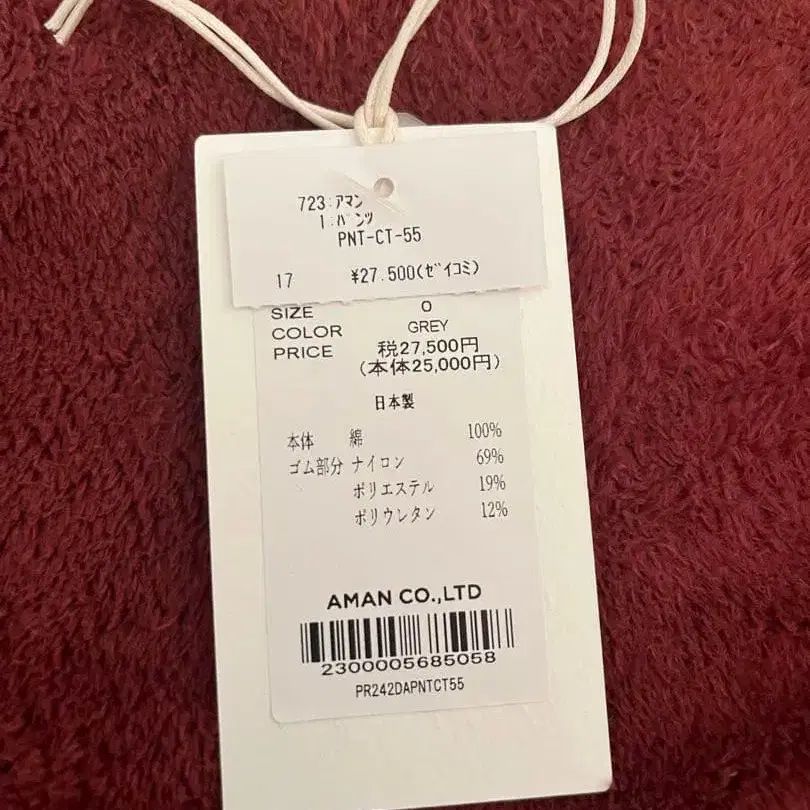 723:アマン
1:パンツ
PNT-CT-55
17 ¥27.500(ゼイコミ)
SIZE 0
COLOR GREY
PRICE 税27,500円
(本体25,000円)
日本製
本体 綿 100%
ゴム部分 ナイロン 69%
ポリエステル 19%
ポリウレタン 12%
AMAN CO.,LTD
2300005685058
PR242DAPNTCT55